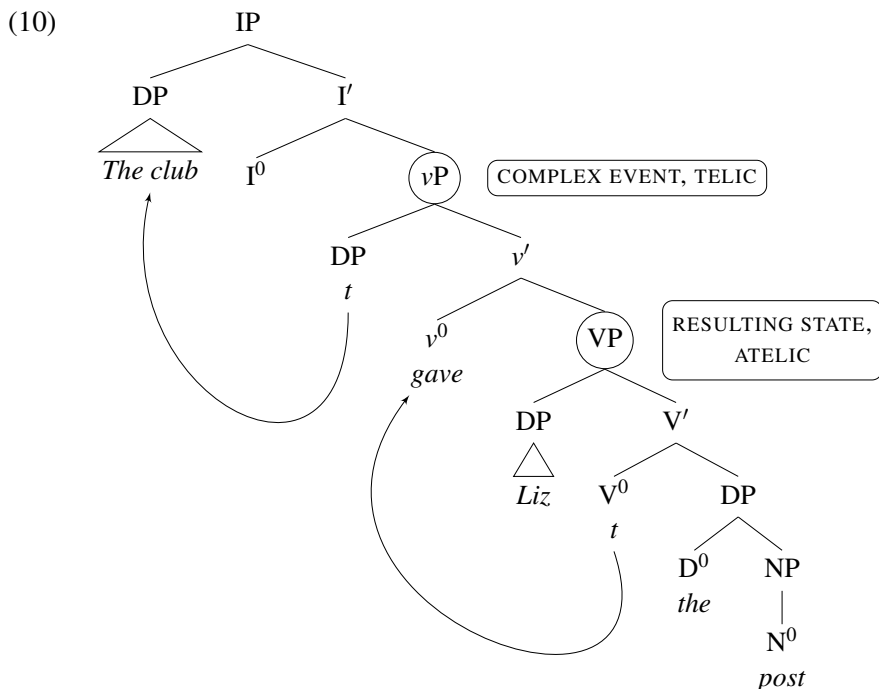 (10) IP
DP I′
The club I⁰ vP COMPLEX EVENT, TELIC
DP v′
t
v⁰ VP RESULTING STATE,
ATELIC
gave
DP V′
Liz V⁰ DP
t
D⁰ NP
the
N⁰
post